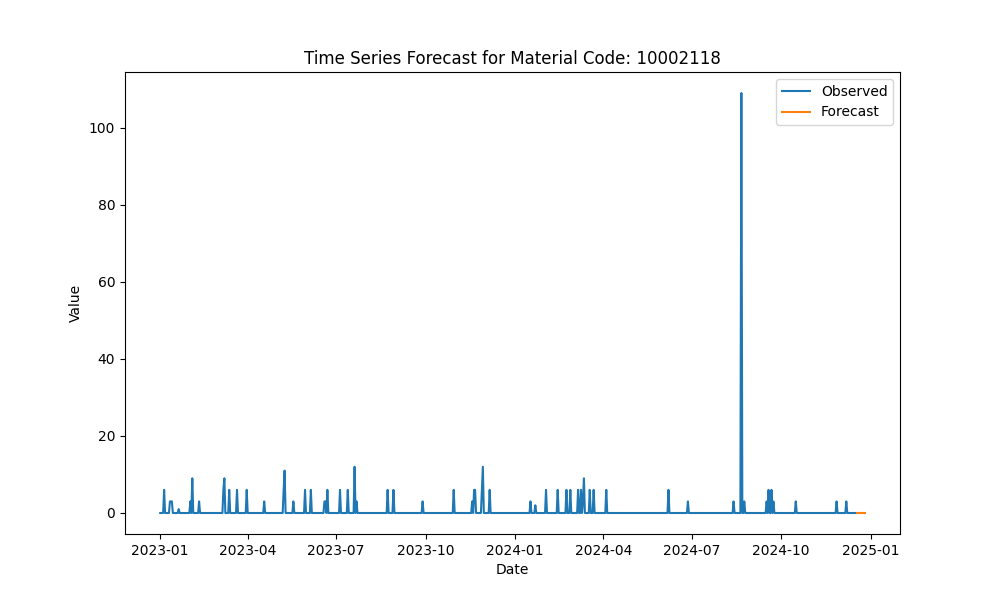 Time Series Forecast for Material Code: 10002118
Observed
Forecast
100
80
60
40
20
0
Value
2023-01 2023-04 2023-07 2023-10 2024-01 2024-04 2024-07 2024-10 2025-01
Date